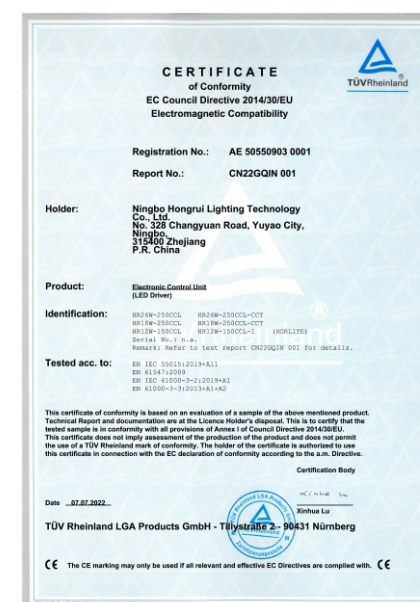 TÜVRheinland®
CERTIFICATE
of Conformity
EC Council Directive 2014/30/EU
Electromagnetic Compatibility
Registration No.: AE 50550903 0001
Report No.: CN22GQIN 001
Holder: Ningbo Hongrui Lighting Technology
Co., Ltd.
No. 328 Changyuan Road, Yuyao City,
Ningbo,
315400 Zhejiang
P.R. China
Product: Electronic Control Unit
(LED Driver)
Identification: HR24W-250CCL HR24W-250CCL-CCT
HR18W-250CCL HR18W-250CCL-CCT
HR12W-150CCL HR12W-150CCL-1 (HORLITE)
Serial No.: n.a.
Remark: Refer to test report CN22GQIN 001 for details.
Tested acc. to: EN IEC 55015:2019+A11
EN 61547:2009
EN IEC 61000-3-2:2019+A1
EN 61000-3-3:2013+A1+A2
This certificate of conformity is based on an evaluation of a sample of the above mentioned product.
Technical Report and documentation are at the Licence Holder's disposal. This is to certify that the
tested sample is in conformity with all provisions of Annex I of Council Directive 2014/30/EU.
This certificate does not imply assessment of the production of the product and does not permit
the use of a TÜV Rheinland mark of conformity. The holder of the certificate is authorized to use
this certificate in connection with the EC declaration of conformity according to the a.m. Directive.
Certification Body
Date 07.07.2022
Xinhua Lu
TÜV Rheinland LGA Products GmbH - Tillystraße 2 - 90431 Nürnberg
CE The CE marking may only be used if all relevant and effective EC Directives are complied with. CE